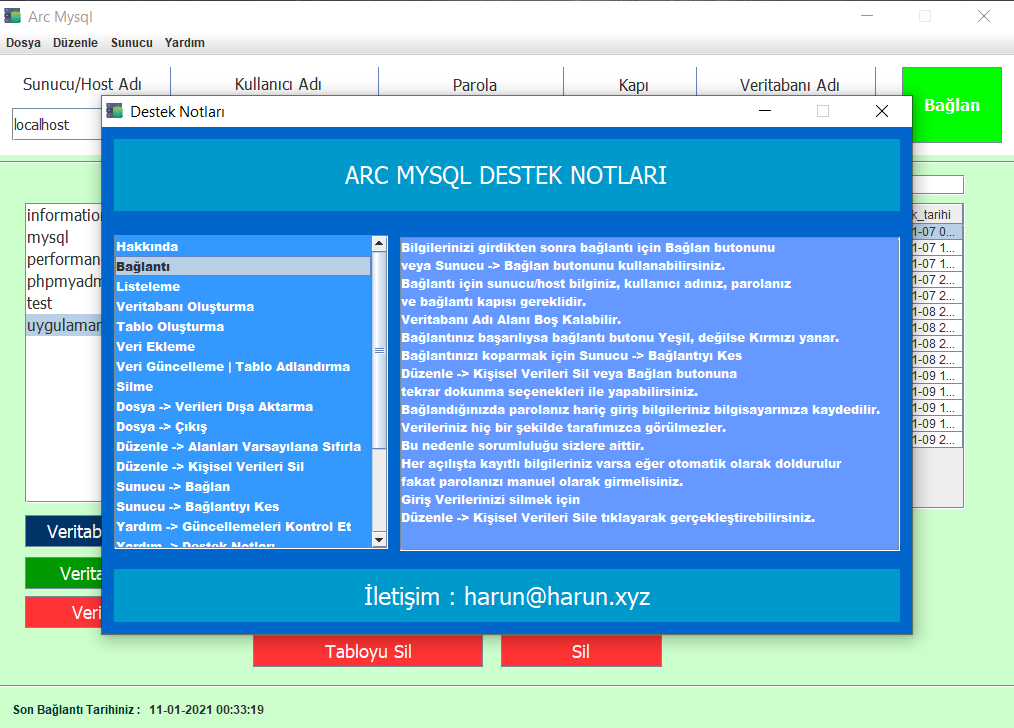 Arc Mysql
Dosya Düzenle Sunucu Yardım
Sunucu/Host Adı Kullanıcı Adı Parola Kapı Veritabanı Adı
Bağlan
localhost
Destek Notları
ARC MYSQL DESTEK NOTLARI
Hakkında
Bağlantı
Listeleme
Veritabanı Oluşturma
Tablo Oluşturma
Veri Ekleme
Veri Güncelleme | Tablo Adlandırma
Silme
Dosya -> Verileri Dışa Aktarma
Dosya -> Çıkış
Düzenle -> Alanları Varsayılana Sıfırla
Düzenle -> Kişisel Verileri Sil
Sunucu -> Bağlan
Sunucu -> Bağlantıyı Kes
Yardım -> Güncellemeleri Kontrol Et
Yardım -> Destek Notları
Bilgilerinizi girdikten sonra bağlantı için Bağlan butonunu
veya Sunucu -> Bağlan butonunu kullanabilirsiniz.
Bağlantı için sunucu/host bilginiz, kullanıcı adınız, parolanız
ve bağlantı kapısı gereklidir.
Veritabanı Adı Alanı Boş Kalabilir.
Bağlantınız başarılıysa bağlantı butonu Yeşil, değilse Kırmızı yanar.
Bağlantınızı koparmak için Sunucu -> Bağlantıyı Kes
Düzenle -> Kişisel Verileri Sil veya Bağlan butonuna
tekrar dokunma seçenekleri ile yapabilirsiniz.
Bağlandığınızda parolanız hariç giriş bilgileriniz bilgisayarınıza kaydedilir.
Verileriniz hiç bir şekilde tarafımızca görülmezler.
Bu nedenle sorumluluğu sizlere aittir.
Her açılışta kayıtlı bilgileriniz varsa eğer otomatik olarak doldurulur
fakat parolanızı manuel olarak girmelisiniz.
Giriş Verilerinizi silmek için
Düzenle -> Kişisel Verileri Sile tıklayarak gerçekleştirebilirsiniz.
İletişim : harun@harun.xyz
information
mysql
performan
phpmyadm
test
uygulamar
k_tarihi
1-07 0...
1-07 1...
1-07 1...
1-07 2...
1-07 2...
1-08 2...
1-08 2...
1-08 2...
1-08 2...
1-09 1...
1-09 1...
1-09 1...
1-09 1...
1-09 2...
Veritab
Verita
Veri
Tabloyu Sil
Sil
Son Bağlantı Tarihiniz : 11-01-2021 00:33:19